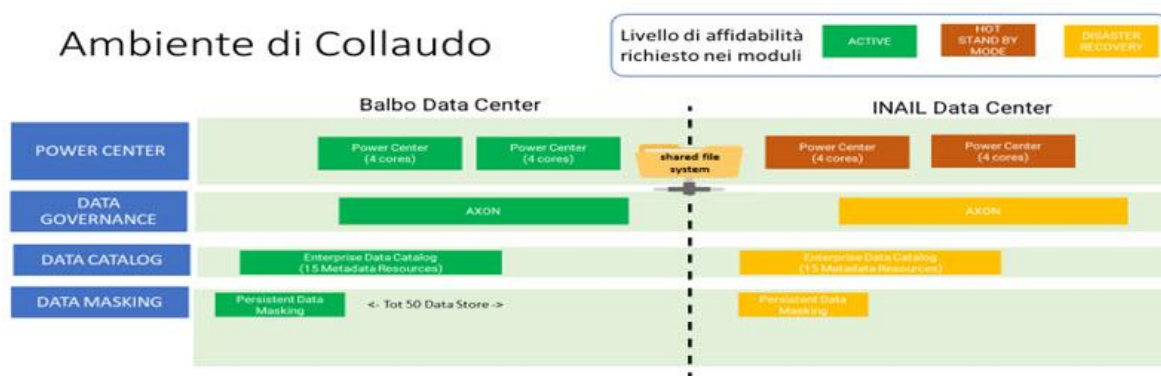 Ambiente di Collaudo
Livello di affidabilità
richiesto nei moduli
ACTIVE
HOT
STAND BY
MODE
DISASTER
RECOVERY
Balbo Data Center
INAIL Data Center
POWER CENTER
Power Center
(4 cores)
Power Center
(4 cores)
shared file
system
Power Center
(4 cores)
Power Center
(4 cores)
DATA
GOVERNANCE
AXON
AXON
DATA CATALOG
Enterprise Data Catalog
(15 Metadata Resources)
Enterprise Data Catalog
(15 Metadata Resources)
DATA MASKING
Persistent Data
Masking
<- Tot 50 Data Store ->
Persistent Data
Masking